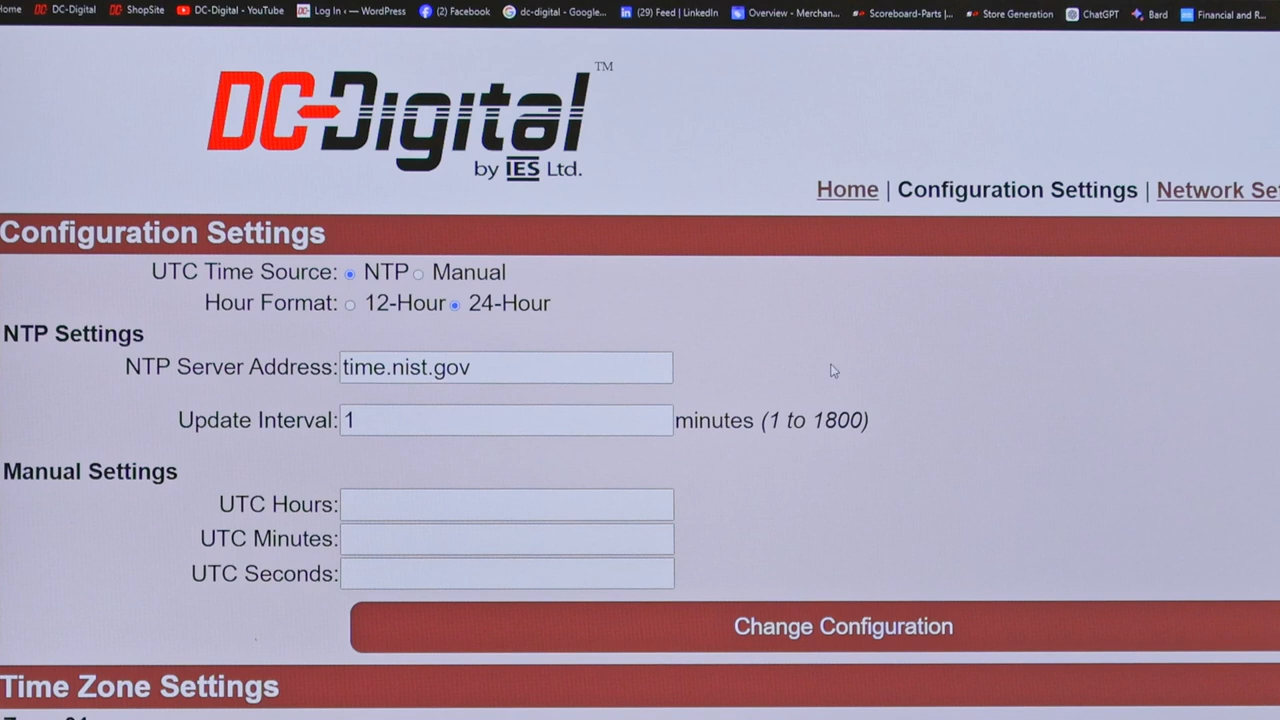 Home DC-Digital ShopSite DC-Digital - YouTube Log In ‹ — WordPress (2) Facebook dc-digital - Google... (29) Feed | LinkedIn Overview - Merchan... Scoreboard-Parts |... Store Generation ChatGPT Bard Financial and R...
DC-Digital TM
by IES Ltd.
Home | Configuration Settings | Network Se
Configuration Settings
UTC Time Source: NTP Manual
Hour Format: 12-Hour 24-Hour
NTP Settings
NTP Server Address: time.nist.gov
Update Interval: 1 minutes (1 to 1800)
Manual Settings
UTC Hours:
UTC Minutes:
UTC Seconds:
Change Configuration
Time Zone Settings